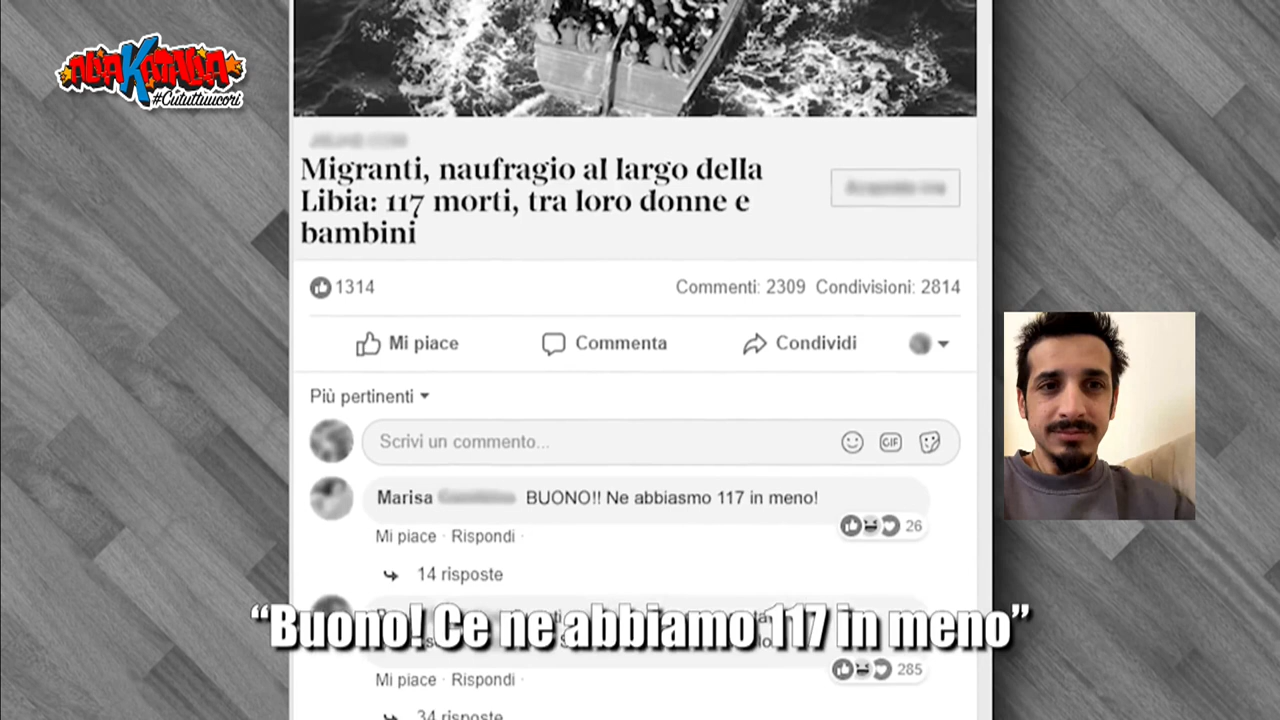 ALLAKATALLA
#Cututtuicori
Migranti, naufragio al largo della
Libia: 117 morti, tra loro donne e
bambini
1314
Commenti: 2309 Condivisioni: 2814
Mi piace
Commenta
Condividi
Più pertinenti
Scrivi un commento...
GIF
Marisa
BUONO!! Ne abbiasmo 117 in meno!
26
Mi piace · Rispondi ·
14 risposte
“Buono! Ce ne abbiamo 117 in meno”
285
Mi piace · Rispondi ·
34 risposte